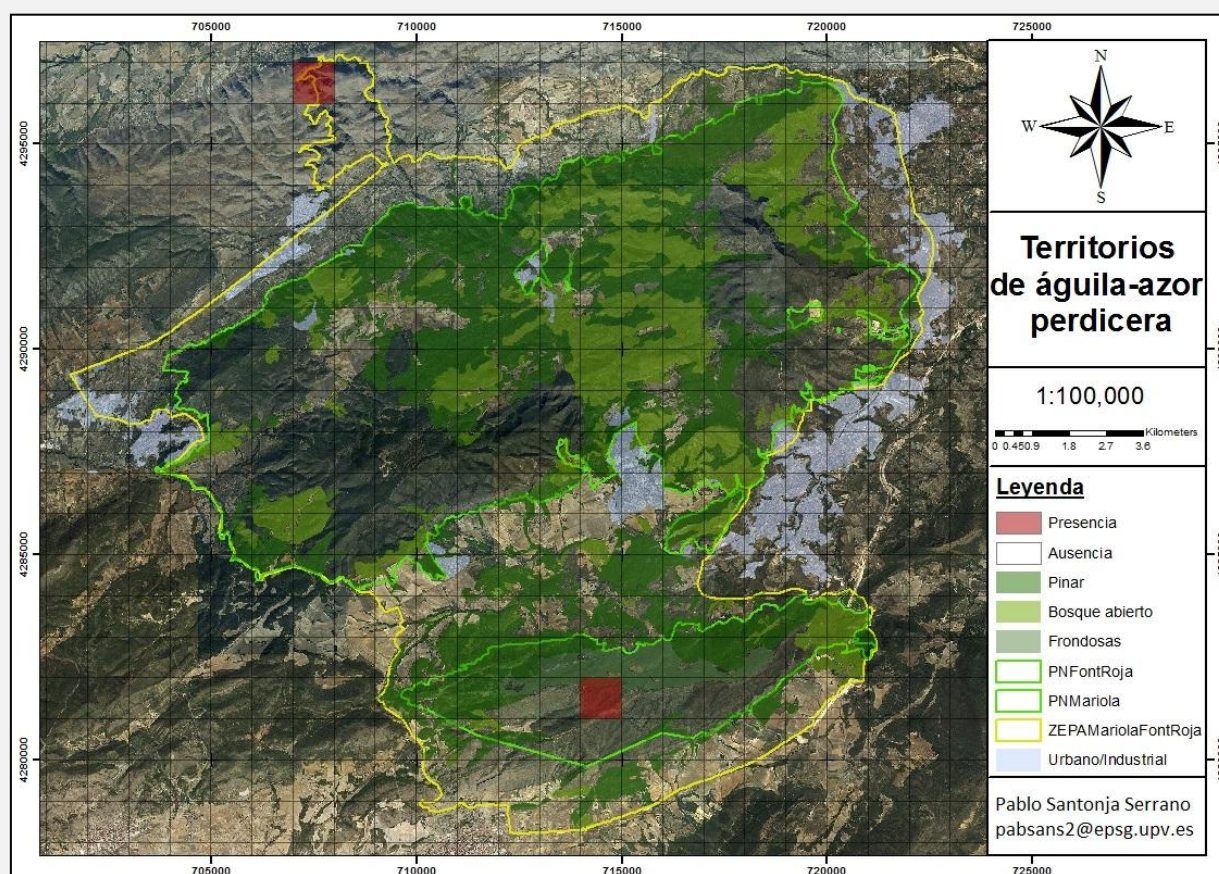 705000 710000 715000 720000 725000
4295000
4290000
4285000
4280000
705000 710000 715000 720000 725000
N
W E
S
Territorios
de águila-azor
perdicera
1:100,000
Kilometers
0 0.45 0.9 1.8 2.7 3.6
Leyenda
Presencia
Ausencia
Pinar
Bosque abierto
Frondosas
PNFontRoja
PNMariola
ZEPAMariolaFontRoja
Urbano/Industrial
Pablo Santonja Serrano
pabsans2@epsg.upv.es